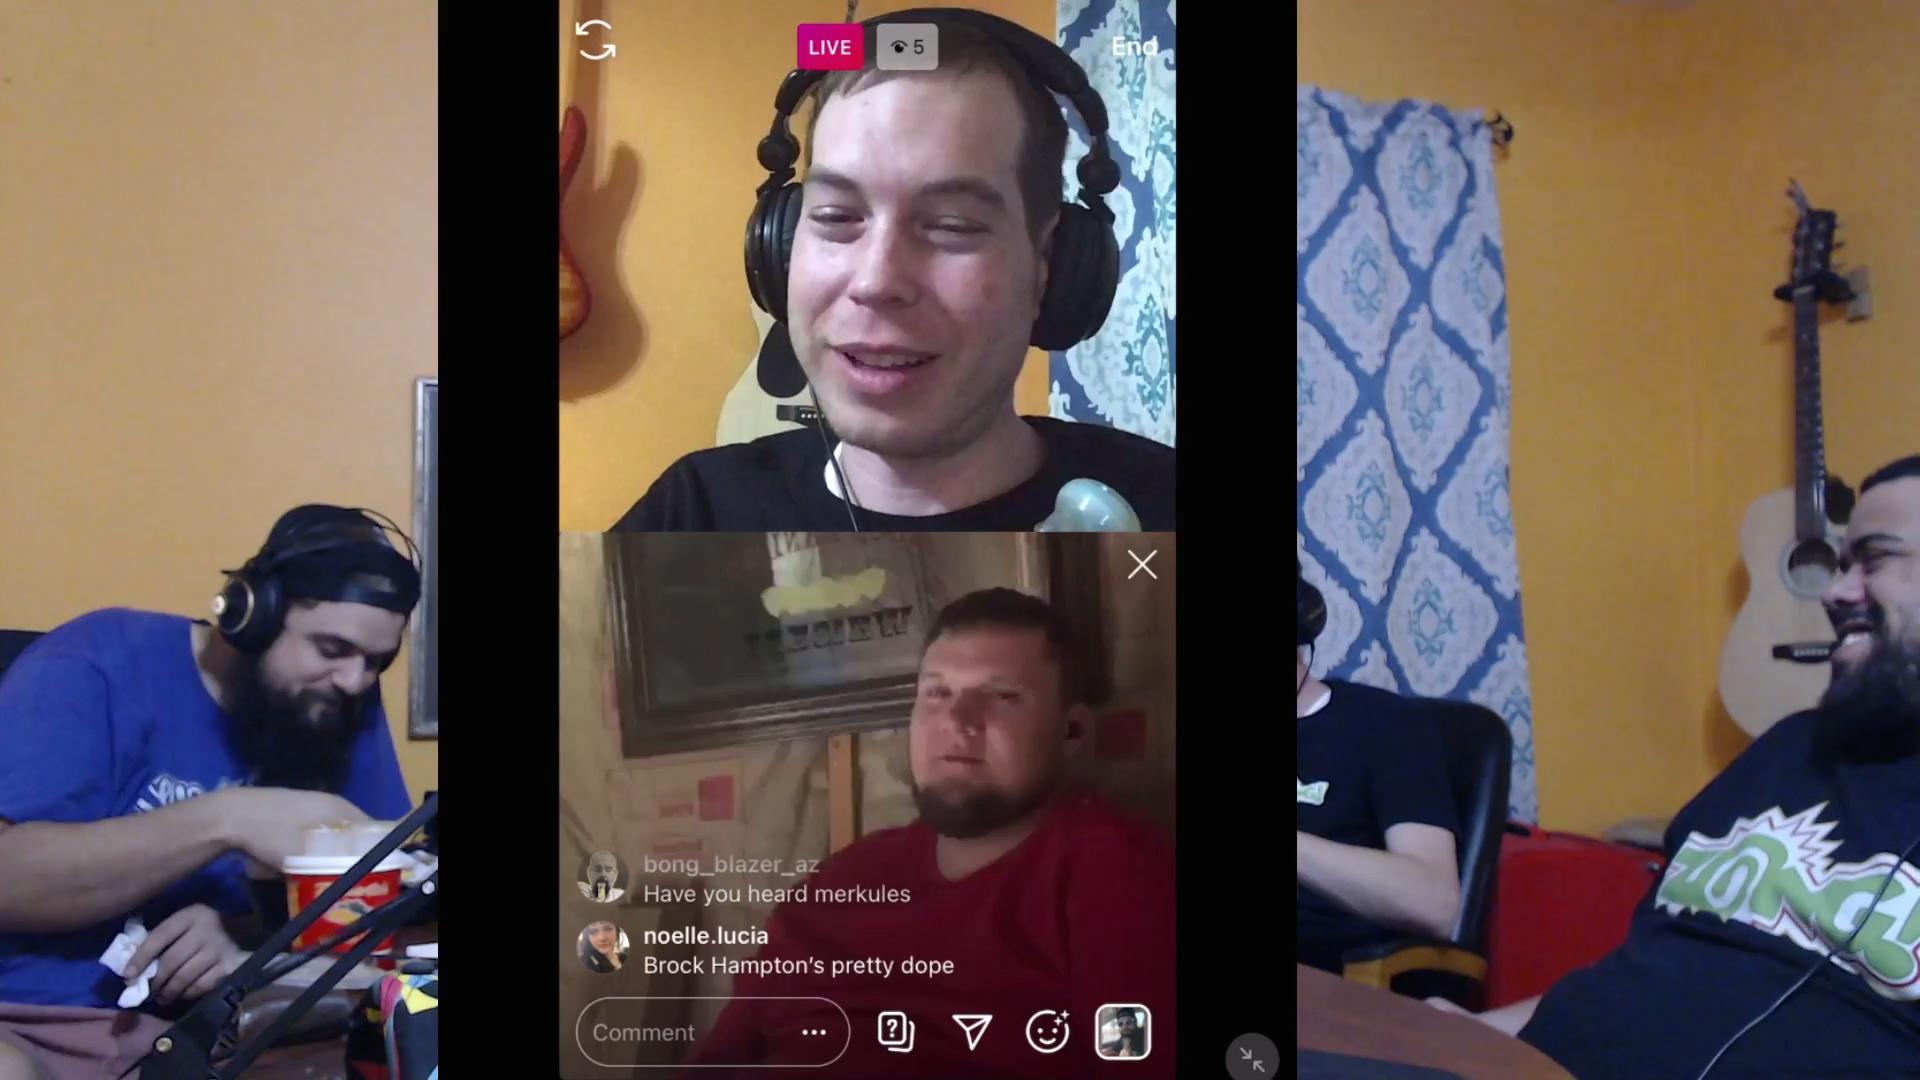 LIVE
5
End
bong_blazer_az
Have you heard merkules
noelle.lucia
Brock Hampton’s pretty dope
Comment